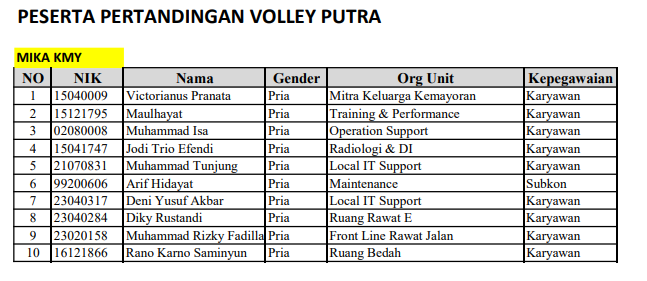 PESERTA PERTANDINGAN VOLLEY PUTRA
MIKA KMY
NO NIK Nama Gender Org Unit Kepegawaian
1 15040009 Victorianus Pranata Pria Mitra Keluarga Kemayoran Karyawan
2 15121795 Maulhayat Pria Training & Performance Karyawan
3 02080008 Muhammad Isa Pria Operation Support Karyawan
4 15041747 Jodi Trio Efendi Pria Radiologi & DI Karyawan
5 21070831 Muhammad Tunjung Pria Local IT Support Karyawan
6 99200606 Arif Hidayat Pria Maintenance Subkon
7 23040317 Deni Yusuf Akbar Pria Local IT Support Karyawan
8 23040284 Diky Rustandi Pria Ruang Rawat E Karyawan
9 23020158 Muhammad Rizky Fadilla Pria Front Line Rawat Jalan Karyawan
10 16121866 Rano Karno Saminyun Pria Ruang Bedah Karyawan